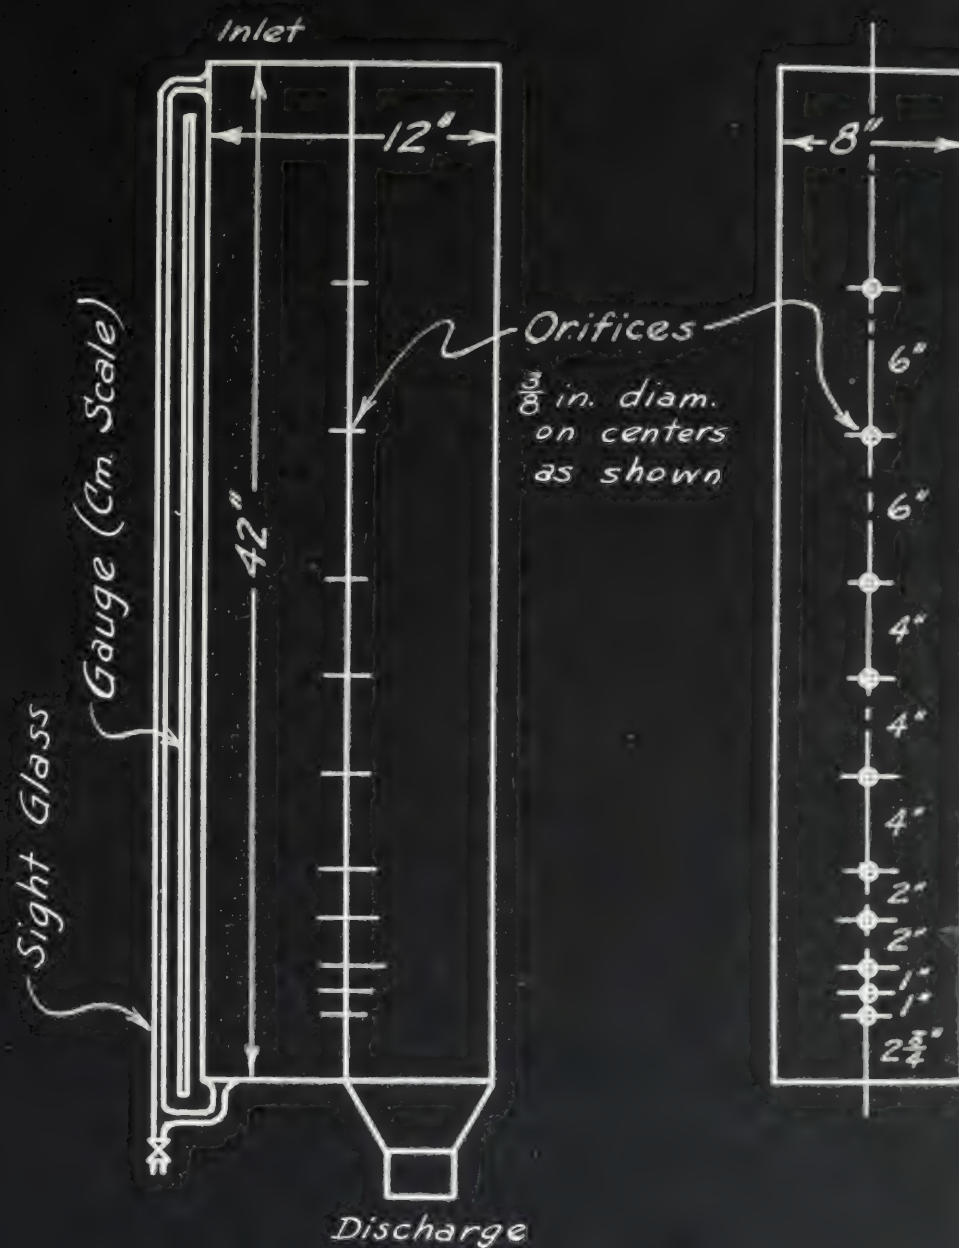 Inlet
12"
8"
Orifices
3/8 in. diam.
on centers
as shown
42"
Gauge (Cm Scale)
Sight Glass
6"
6"
4"
4"
4"
2"
2"
1"
1"
2 3/4"
Discharge